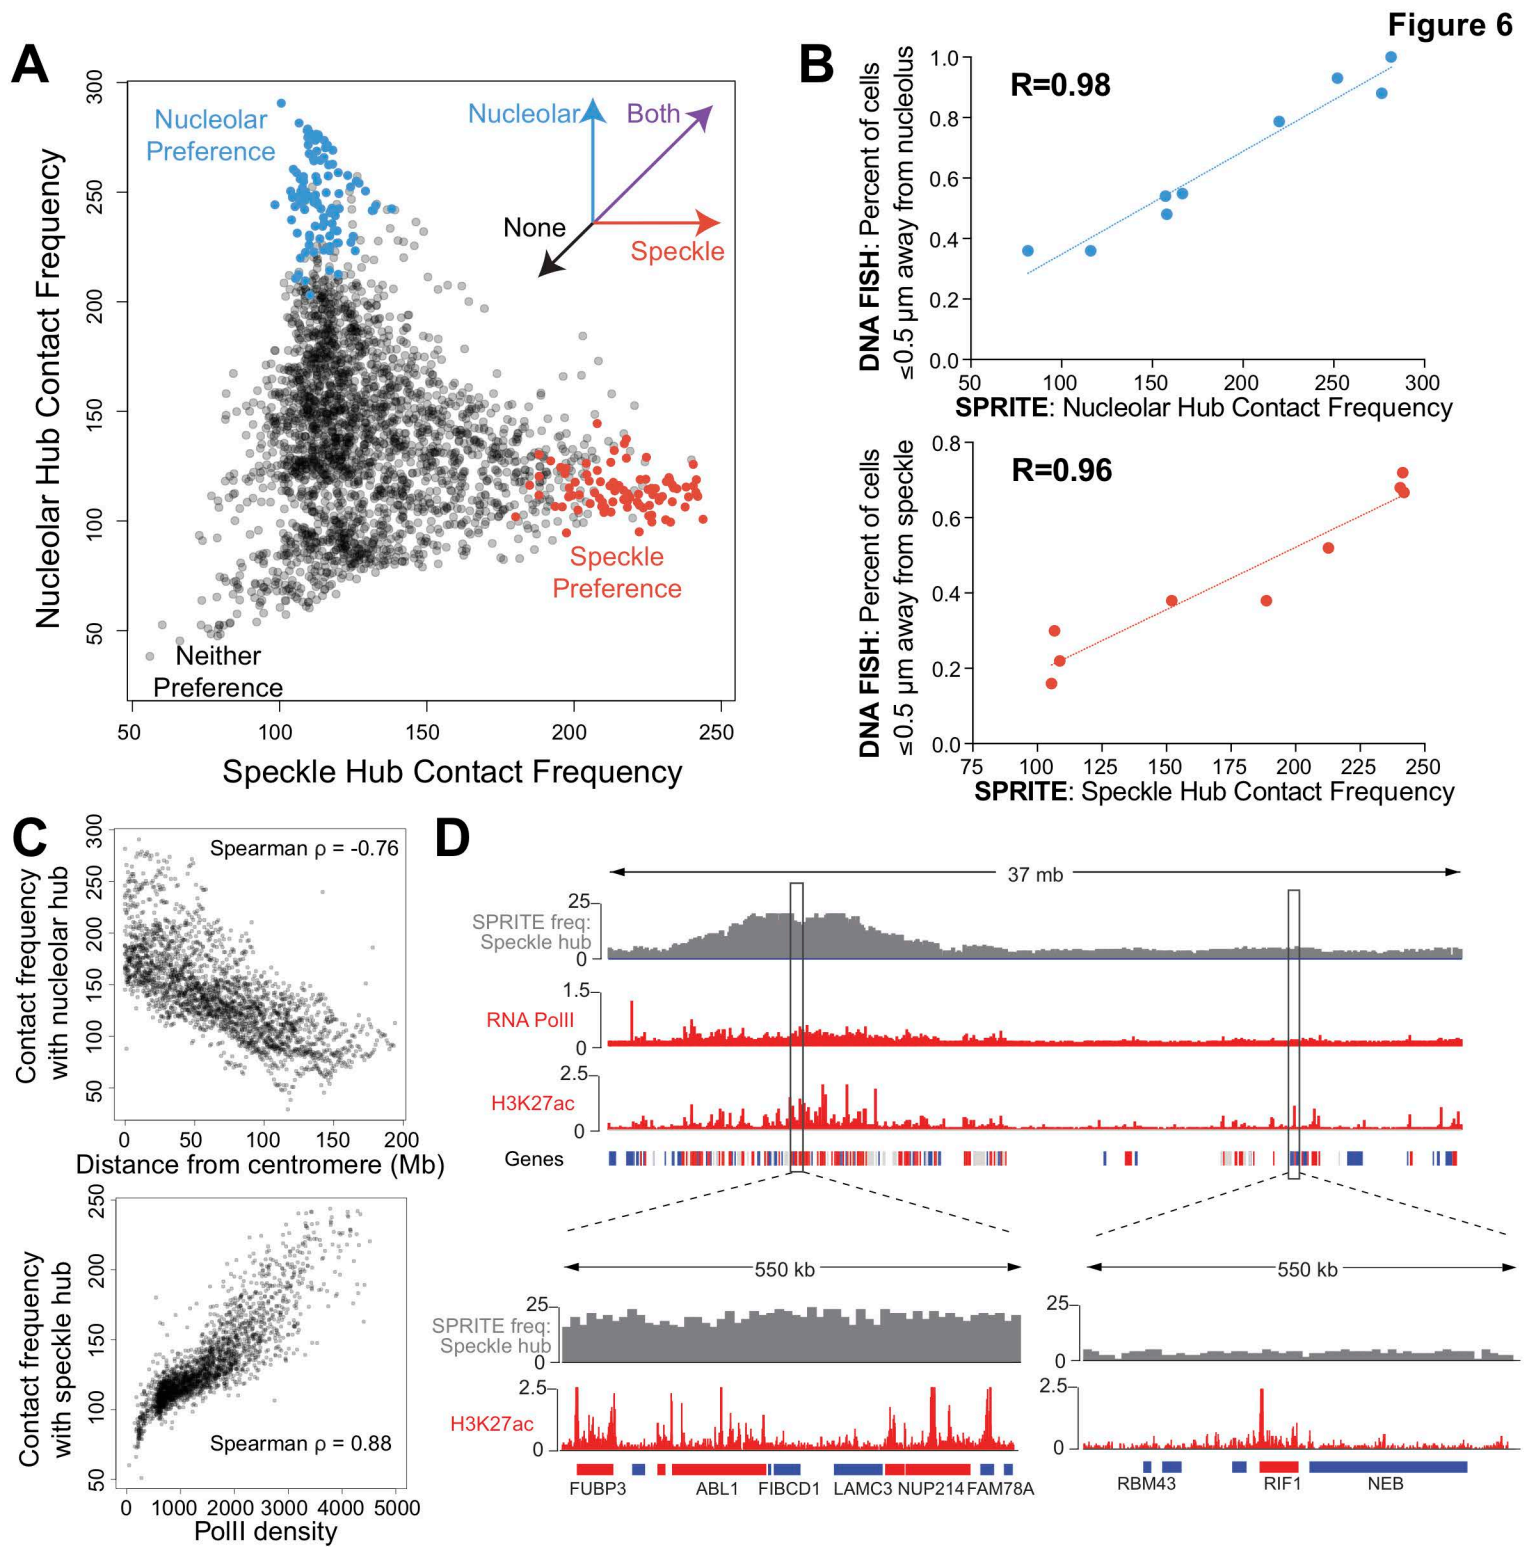 Figure 6
A
Nucleolar Hub Contact Frequency
300
250
200
150
100
50
Nucleolar
Preference
Nucleolar
Both
None
Speckle
Speckle
Preference
Neither
Preference
50
100
150
200
250
Speckle Hub Contact Frequency
B
DNA FISH: Percent of cells
≤0.5 µm away from nucleolus
1.0
0.8
0.6
0.4
0.2
0.0
R=0.98
50
100
150
200
250
300
SPRITE: Nucleolar Hub Contact Frequency
DNA FISH: Percent of cells
≤0.5 µm away from speckle
0.8
0.6
0.4
0.2
0.0
R=0.96
75
100
125
150
175
200
225
250
SPRITE: Speckle Hub Contact Frequency
C
Contact frequency
with nucleolar hub
300
250
200
150
100
50
Spearman ρ = -0.76
0
50
100
150
200
Distance from centromere (Mb)
Contact frequency
with speckle hub
250
200
150
100
50
Spearman ρ = 0.88
0
1000
2000
3000
4000
5000
PolII density
D
37 mb
25
SPRITE freq:
Speckle hub
0
1.5
RNA PolII
0
2.5
H3K27ac
0
Genes
550 kb
25
SPRITE freq:
Speckle hub
0
2.5
H3K27ac
0
FUBP3
ABL1
FIBCD1
LAMC3
NUP214
FAM78A
550 kb
25
0
2.5
0
RBM43
RIF1
NEB